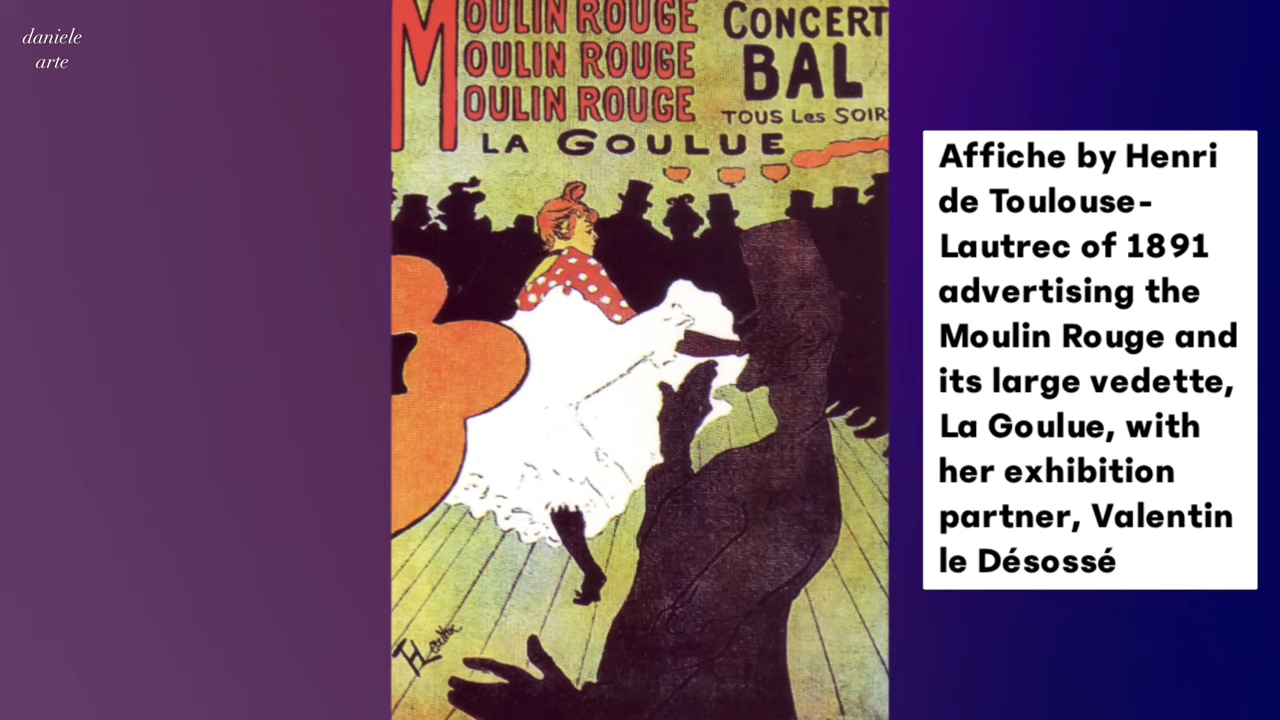 daniele
arte
MOULIN ROUGE
MOULIN ROUGE
MOULIN ROUGE
CONCERT
BAL
TOUS Les SOIR
LA GOULUE
Affiche by Henri
de Toulouse-
Lautrec of 1891
advertising the
Moulin Rouge and
its large vedette,
La Goulue, with
her exhibition
partner, Valentin
le Désossé